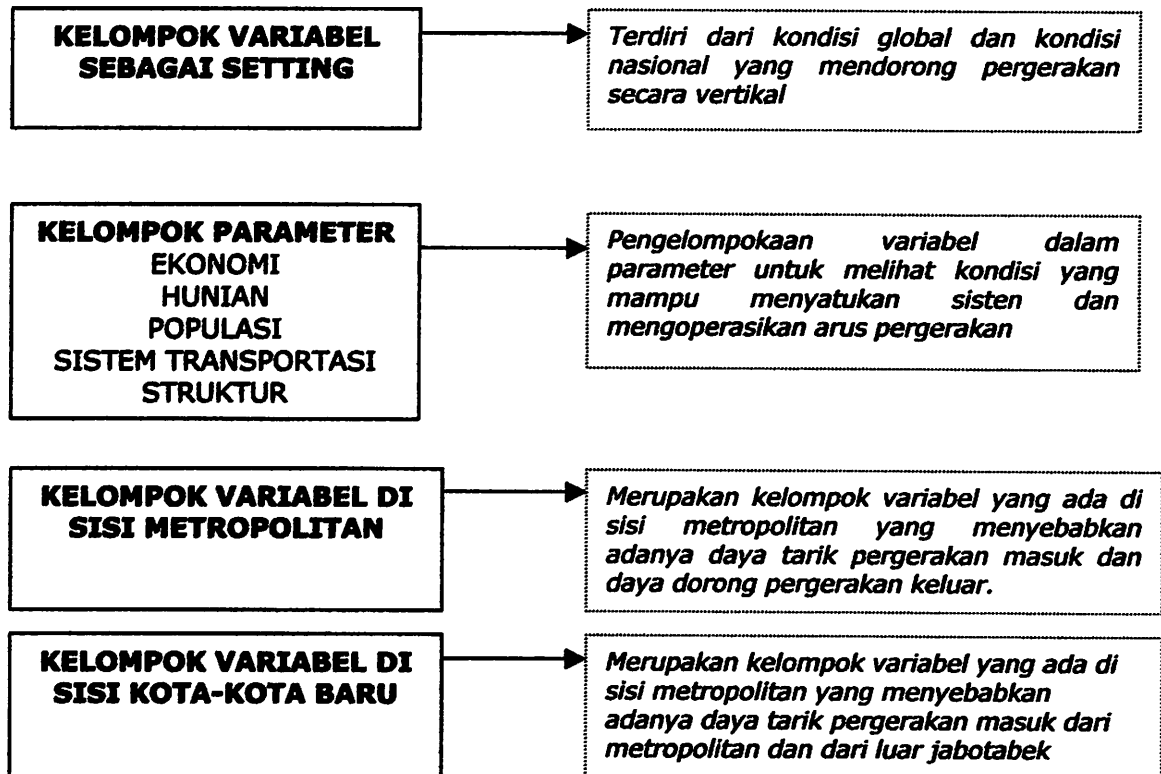 KELOMPOK VARIABEL
SEBAGAI SETTING
Terdiri dari kondisi global dan kondisi
nasional yang mendorong pergerakan
secara vertikal
KELOMPOK PARAMETER
EKONOMI
HUNIAN
POPULASI
SISTEM TRANSPORTASI
STRUKTUR
Pengelompokaan variabel dalam
parameter untuk melihat kondisi yang
mampu menyatukan sisten dan
mengoperasikan arus pergerakan
KELOMPOK VARIABEL DI
SISI METROPOLITAN
Merupakan kelompok variabel yang ada di
sisi metropolitan yang menyebabkan
adanya daya tarik pergerakan masuk dan
daya dorong pergerakan keluar.
KELOMPOK VARIABEL DI
SISI KOTA-KOTA BARU
Merupakan kelompok variabel yang ada di
sisi metropolitan yang menyebabkan
adanya daya tarik pergerakan masuk dari
metropolitan dan dari luar jabotabek